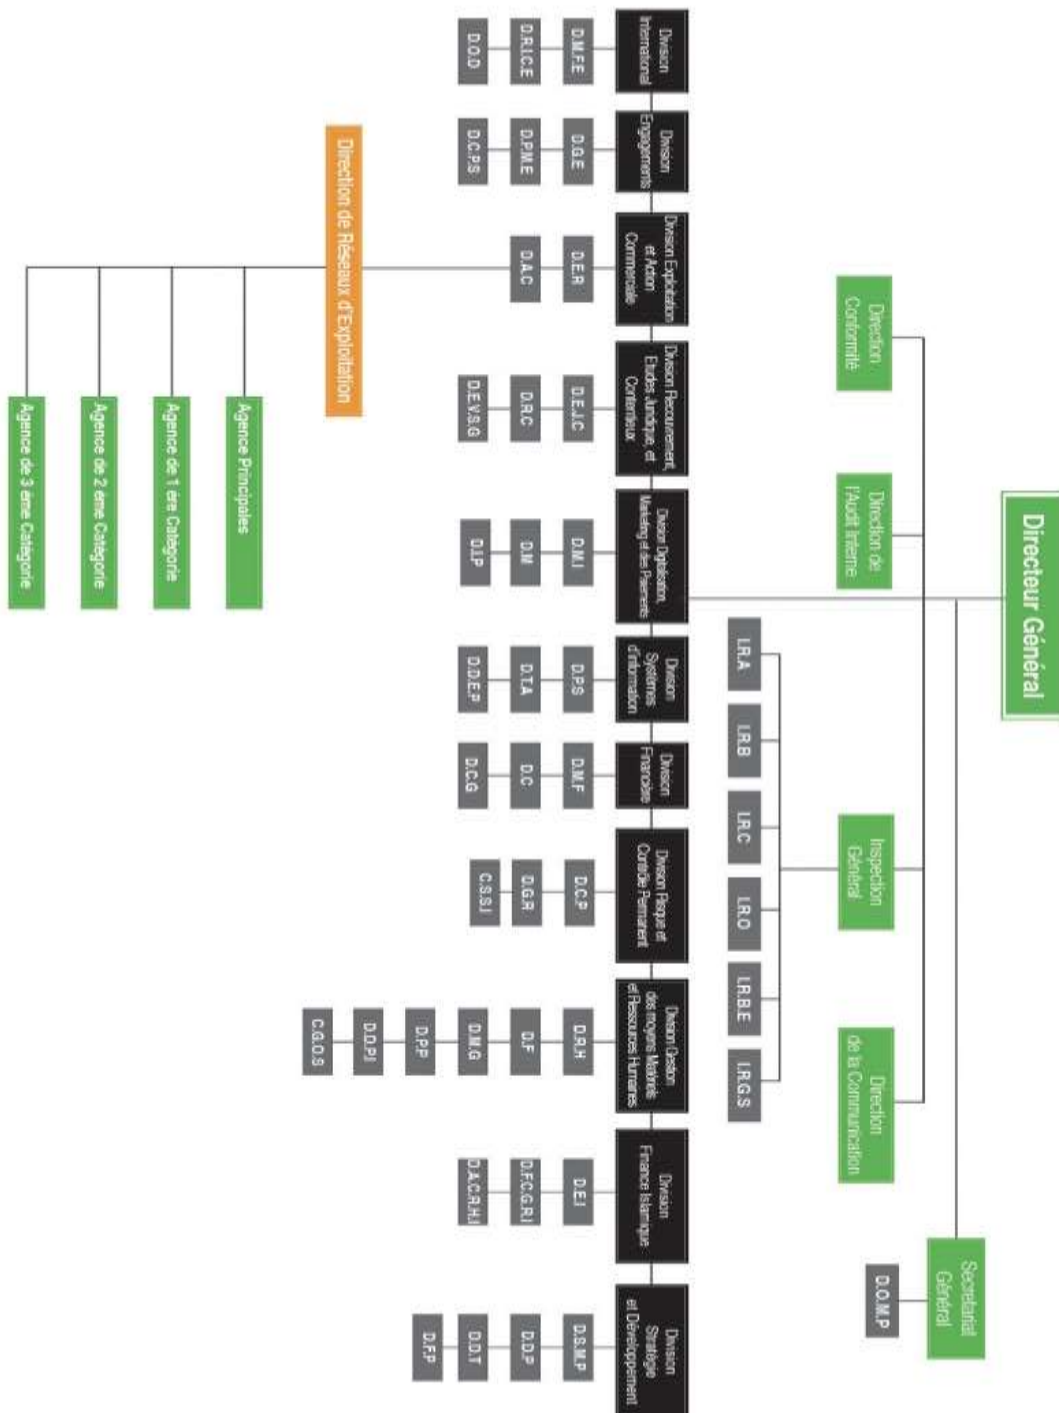 Directeur Général
Secretariat
Général
D.O.M.P
Direction
Conformité
Direction de
l'Audit Interne
Inspection
Général
Direction
de la Communication
I.R.A
I.R.B
I.R.C
I.R.O
I.R.B.E
I.R.G.S
Division
International
D.M.F.E
D.R.I.C.E
D.O.D
Division
Engagements
D.G.E
D.P.M.E
D.C.P.S
Division Exploitation
et Action
Commerciale
D.E.R
D.A.C
Division Recouvrement,
Etudes Juridique, et
Contentieux
D.E.J.C
D.R.C
D.E.V.S.G
Division Digitalisation,
Marketing et des Paiements
D.M.I
D.M
D.I.P
Division
Systèmes
d'information
D.P.S
D.T.A
D.D.E.P
Division
Financière
D.M.F
D.C
D.C.G
Division Risque et
Contrôle Permanent
D.C.P
D.G.R
C.S.S.I
Division Gestion
des moyens Matériels
et Ressources Humaines
D.R.H
D.F
D.M.G
D.P.P
D.D.P.I
C.G.O.S
Division
Finance Islamique
D.E.I
D.F.C.G.R.I
D.A.C.R.H.I
Division
Stratégie
et Développement
D.S.M.P
D.D.P
D.D.T
D.F.P
Direction de Réseaux d'Exploitation
Agence Principales
Agence de 1 ère Catégorie
Agence de 2 ème Catégorie
Agence de 3 ème Catégorie